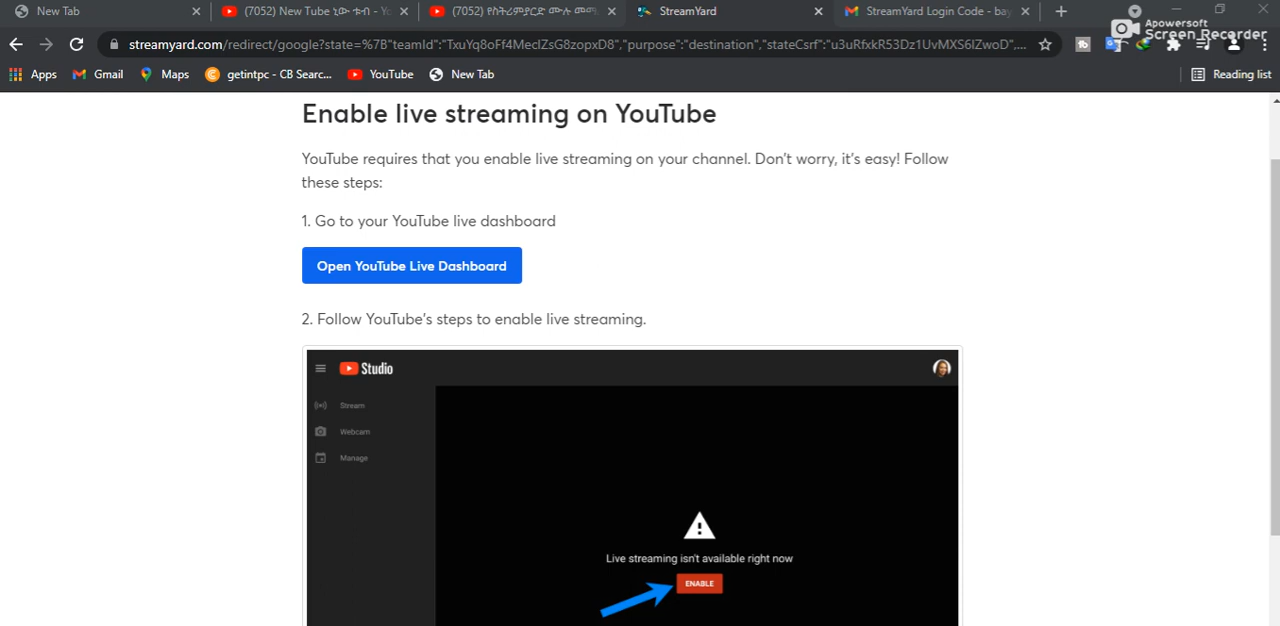 New Tab
(7052) New Tube ኒው ቱብ - Yo
(7052) የስትሪምያርድ ሙሉ መማ
StreamYard
StreamYard Login Code - bay
Apowersoft
Screen Recorder
streamyard.com/redirect/google?state=%7B"teamId":"TxuYq8oFf4MecIZsG8zopxD8","purpose":"destination","stateCsrf":"u3uRfxkR53Dz1UvMXS6IZwoD",...
Apps
Gmail
Maps
getintpc - CB Searc...
YouTube
New Tab
Reading list
Enable live streaming on YouTube
YouTube requires that you enable live streaming on your channel. Don't worry, it's easy! Follow
these steps:
1. Go to your YouTube live dashboard
Open YouTube Live Dashboard
2. Follow YouTube's steps to enable live streaming.
Studio
Stream
Webcam
Manage
Live streaming isn't available right now
ENABLE